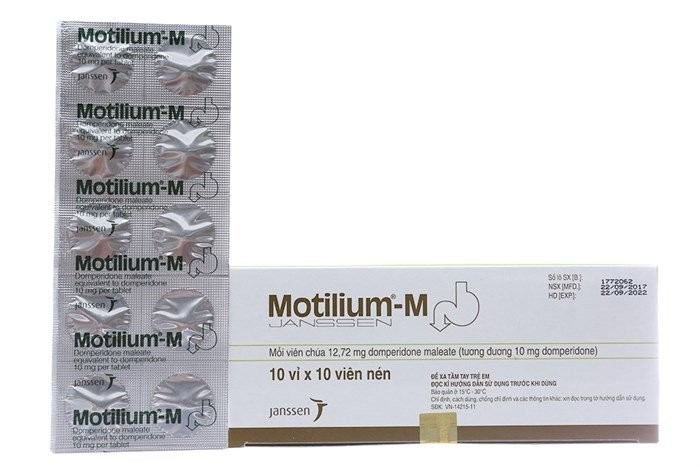 Motilium®-M
Domperidone maleate
equivalent to domperidone
10 mg per tablet
janssen
Motilium®-M
Domperidone maleate
equivalent to domperidone
10 mg per tablet
janssen
Motilium®-M
Domperidone maleate
equivalent to domperidone
10 mg per tablet
janssen
Motilium®-M
Domperidone maleate
equivalent to domperidone
10 mg per tablet
janssen
Motilium®-M
Domperidone maleate
equivalent to domperidone
10 mg per tablet
janssen
Motilium®-M
Domperidone maleate
equivalent to domperidone
10 mg per tablet
Số lô SX [B.]: 1772062
NSX [MFD.]: 22/09/2017
HD [EXP.]: 22/09/2022
Motilium®-M
JANSSEN
Mỗi viên chứa 12,72 mg domperidone maleate (tương đương 10 mg domperidone)
10 vỉ x 10 viên nén
janssen
ĐỂ XA TẦM TAY TRẺ EM
ĐỌC KĨ HƯỚNG DẪN SỬ DỤNG TRƯỚC KHI DÙNG
Bảo quản ở 15°C - 30°C
Chỉ định, cách dùng, chống chỉ định và các thông tin khác: xin đọc trong tờ hướng dẫn sử dụng.
SĐK: VN-14215-11